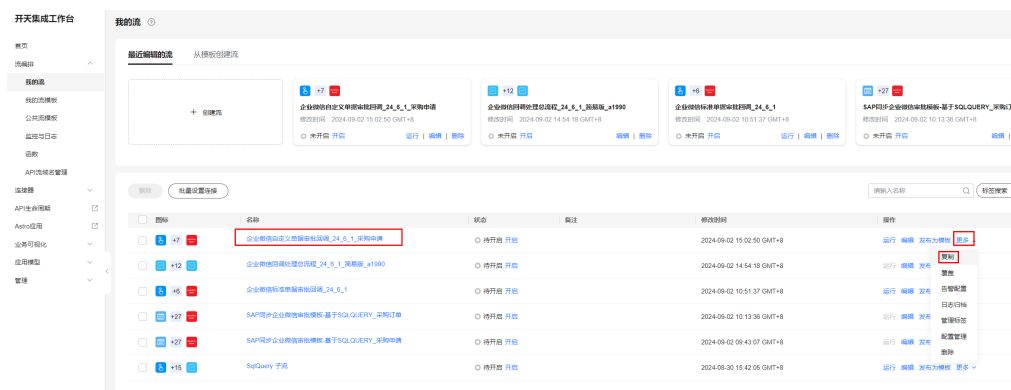 开天集成工作台
我的流
首页
流编排
我的流
我的流模板
公共流模板
监控与日志
函数
API流域名管理
连接器
API生命周期
Astro应用
业务可视化
应用模型
管理
最近编辑的流 从模板创建流
+ 创建流
+7
企业微信自定义单据审批回调_24_6_1_采购申请
修改时间 2024-09-02 15:02:50 GMT+8
未开启 开启 运行 | 编辑 | 删除
+12
企业微信回调处理总流程_24_6_1_简易版_a1990
修改时间 2024-09-02 14:54:18 GMT+8
未开启 开启 编辑 | 删除
+6
企业微信标准单据审批回调_24_6_1
修改时间 2024-09-02 10:51:37 GMT+8
未开启 开启 运行 | 编辑 | 删除
+27
SAP同步企业微信审批模板-基于SQLQUERY_采购订
修改时间 2024-09-02 10:13:36 GMT+8
未开启 开启 编辑 |
删除 批量设置连接 请输入名称 标签搜索
图标 名称 状态 备注 修改时间 操作
+7 企业微信自定义单据审批回调_24_6_1_采购申请 待开启 开启 2024-09-02 15:02:50 GMT+8 运行 编辑 发布为模板 更多
+12 企业微信回调处理总流程_24_6_1_简易版_a1990 待开启 开启 2024-09-02 14:54:18 GMT+8 运行 编辑 发布
+6 企业微信标准单据审批回调_24_6_1 待开启 开启 2024-09-02 10:51:37 GMT+8 运行 编辑 发布
+27 SAP同步企业微信审批模板-基于SQLQUERY_采购订单 待开启 开启 2024-09-02 10:13:36 GMT+8 运行 编辑 发布
+27 SAP同步企业微信审批模板-基于SQLQUERY_采购申请 待开启 开启 2024-09-02 09:43:07 GMT+8 运行 编辑 发布
+15 SqlQuery 子流 待开启 开启 2024-08-30 15:42:05 GMT+8 运行 编辑 发布为模板 更多
复制
覆盖
告警配置
日志归档
管理标签
配置管理
删除